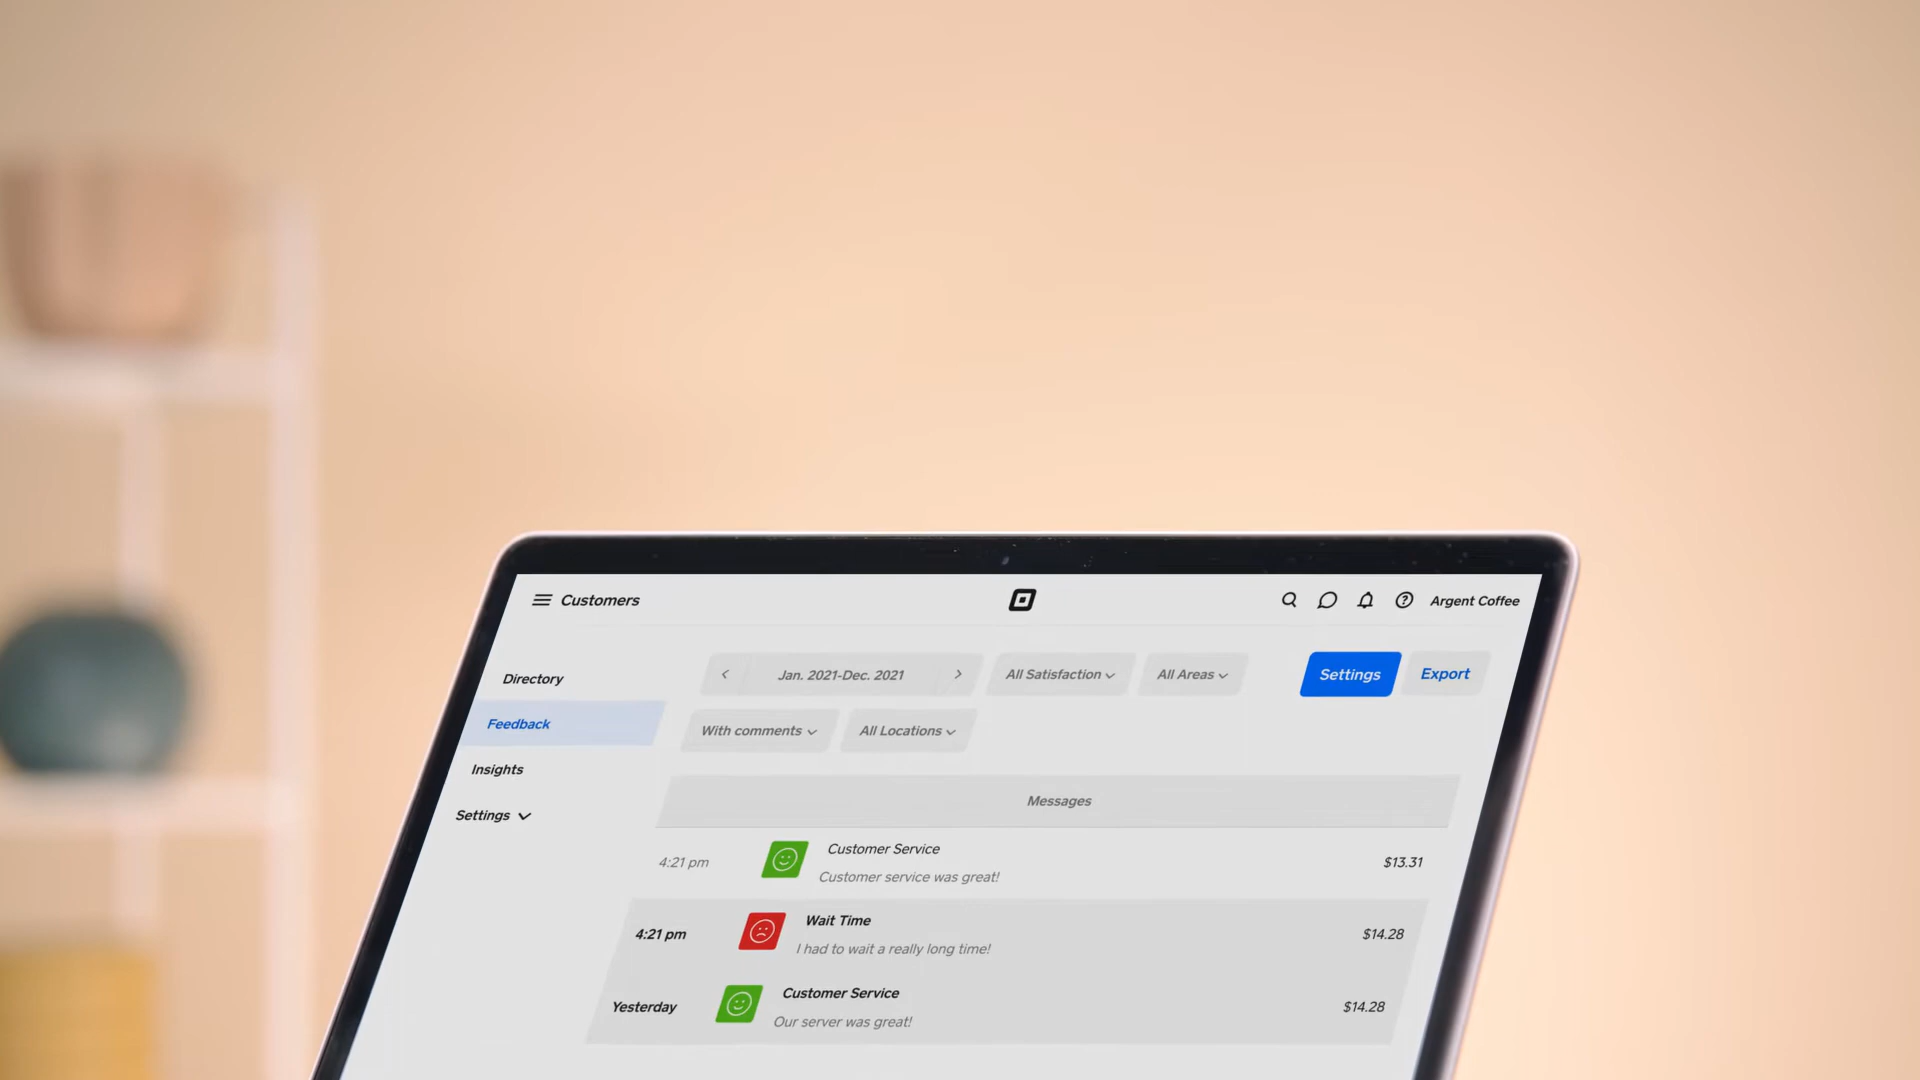 Customers
Argent Coffee
Directory
Feedback
Insights
Settings
Jan. 2021-Dec. 2021
All Satisfaction
All Areas
Settings
Export
With comments
All Locations
Messages
4:21 pm
Customer Service
Customer service was great!
$13.31
4:21 pm
Wait Time
I had to wait a really long time!
$14.28
Yesterday
Customer Service
Our server was great!
$14.28